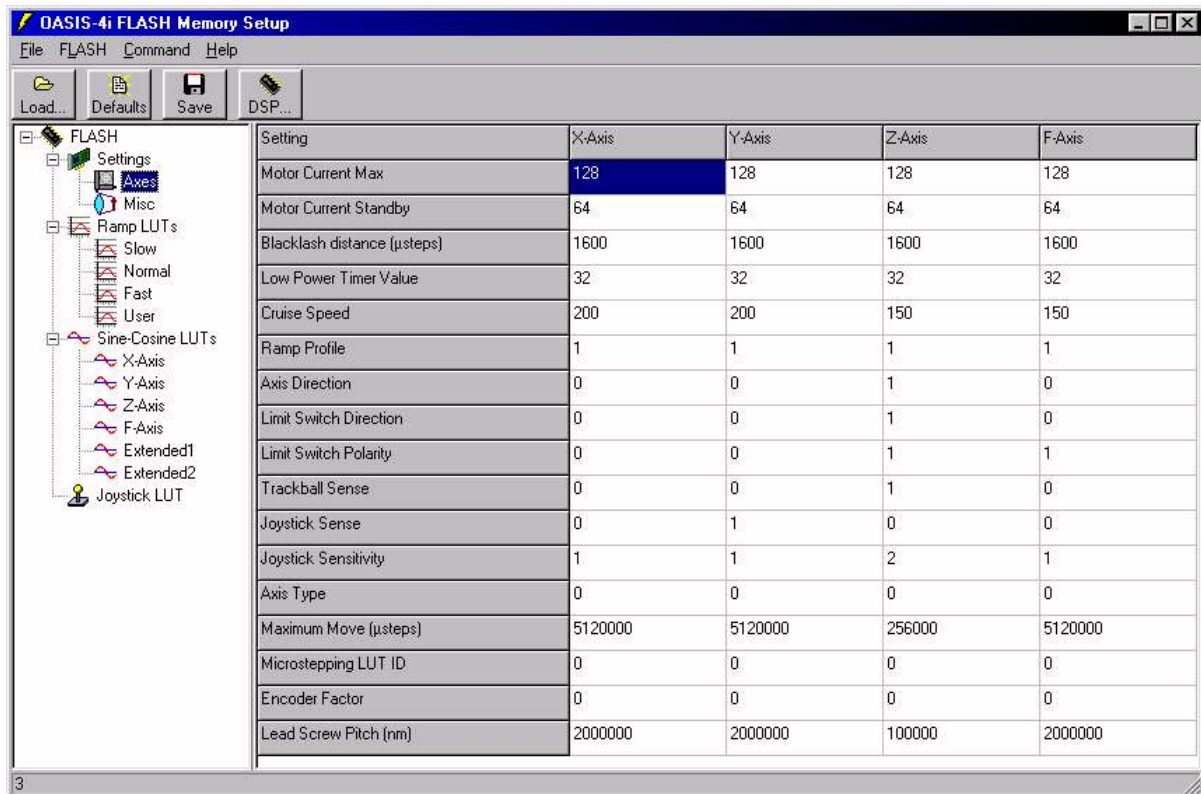 OASIS-4i FLASH Memory Setup
File FLASH Command Help
Load... Defaults Save DSP...
FLASH
Settings
Axes
Misc
Ramp LUTs
Slow
Normal
Fast
User
Sine-Cosine LUTs
X-Axis
Y-Axis
Z-Axis
F-Axis
Extended1
Extended2
Joystick LUT
Setting X-Axis Y-Axis Z-Axis F-Axis
Motor Current Max 128 128 128 128
Motor Current Standby 64 64 64 64
Blacklash distance (µsteps) 1600 1600 1600 1600
Low Power Timer Value 32 32 32 32
Cruise Speed 200 200 150 150
Ramp Profile 1 1 1 1
Axis Direction 0 0 1 0
Limit Switch Direction 0 0 1 0
Limit Switch Polarity 0 0 1 1
Trackball Sense 0 0 1 0
Joystick Sense 0 1 0 0
Joystick Sensitivity 1 1 2 1
Axis Type 0 0 0 0
Maximum Move (µsteps) 5120000 5120000 256000 5120000
Microstepping LUT ID 0 0 0 0
Encoder Factor 0 0 0 0
Lead Screw Pitch (nm) 2000000 2000000 100000 2000000
3